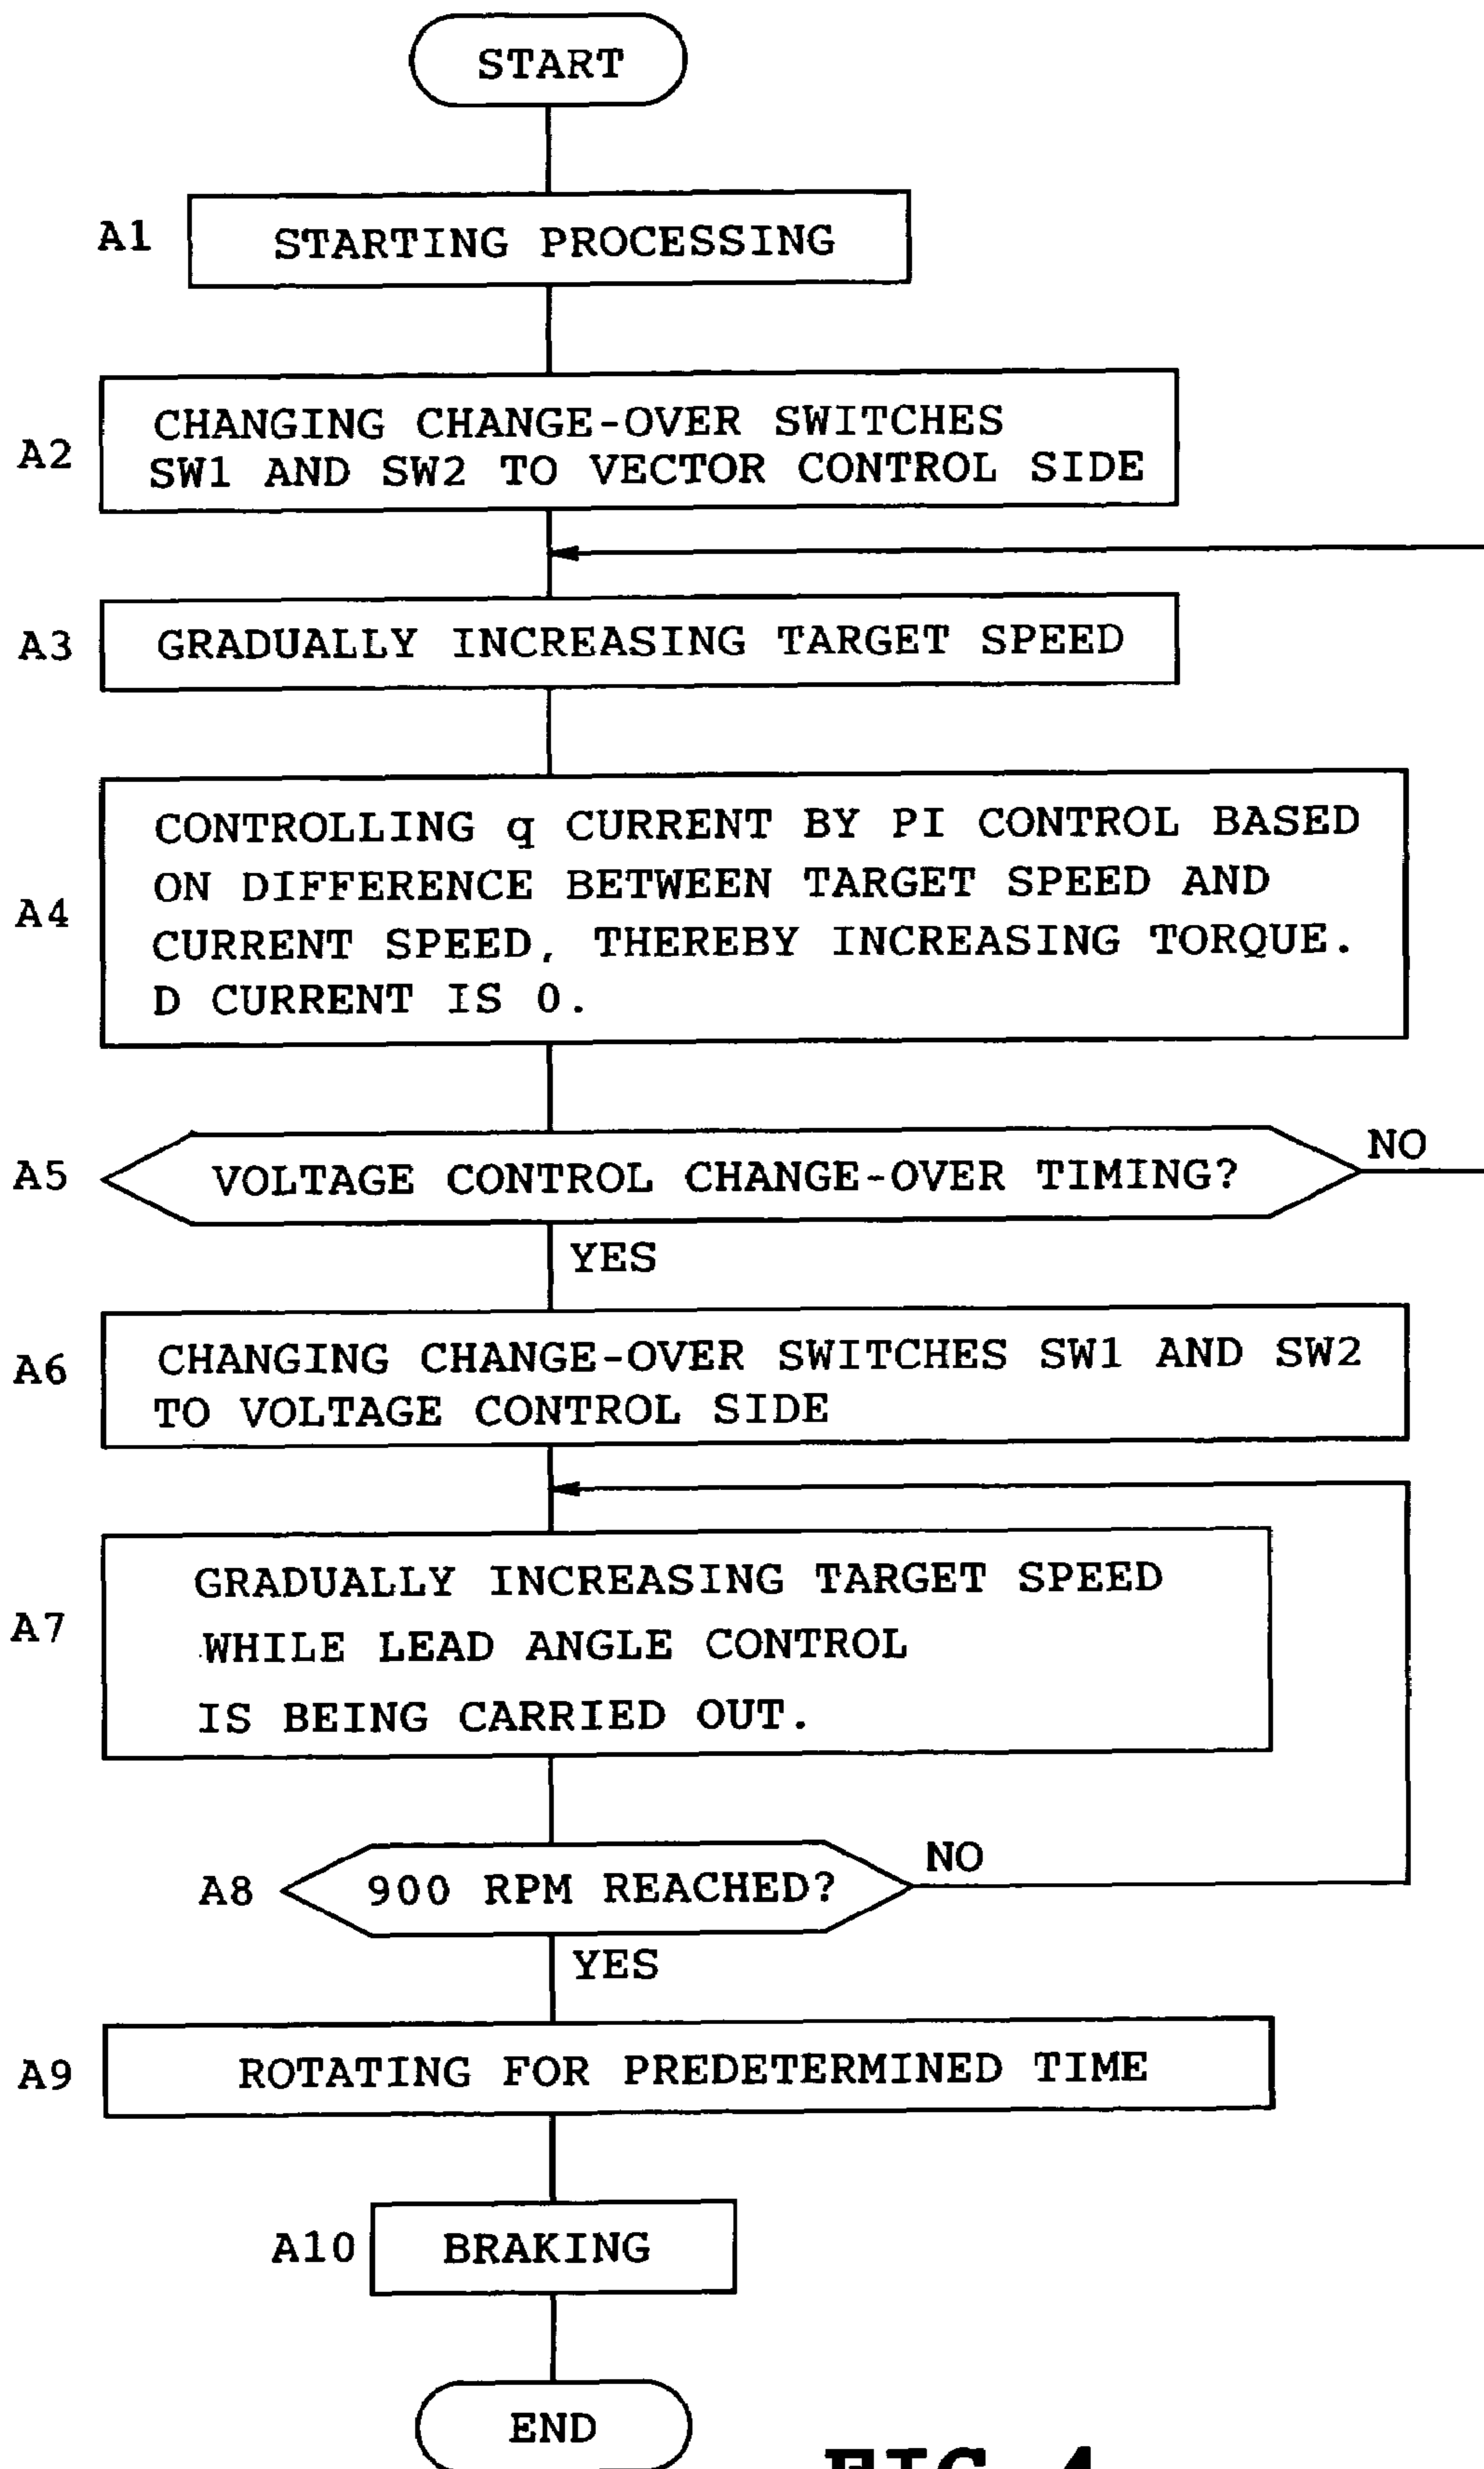 START
A1 STARTING PROCESSING
A2
CHANGING CHANGE-OVER SWITCHES
SW1 AND SW2 TO VECTOR CONTROL SIDE
A3 GRADUALLY INCREASING TARGET SPEED
A4
CONTROLLING q CURRENT BY PI CONTROL BASED
ON DIFFERENCE BETWEEN TARGET SPEED AND
CURRENT SPEED, THEREBY INCREASING TORQUE.
D CURRENT IS 0.
A5 VOLTAGE CONTROL CHANGE-OVER TIMING? NO
YES
A6
CHANGING CHANGE-OVER SWITCHES SW1 AND SW2
TO VOLTAGE CONTROL SIDE
A7
GRADUALLY INCREASING TARGET SPEED
WHILE LEAD ANGLE CONTROL
IS BEING CARRIED OUT.
A8 900 RPM REACHED? NO
YES
A9 ROTATING FOR PREDETERMINED TIME
A10 BRAKING
END
FIG. 4